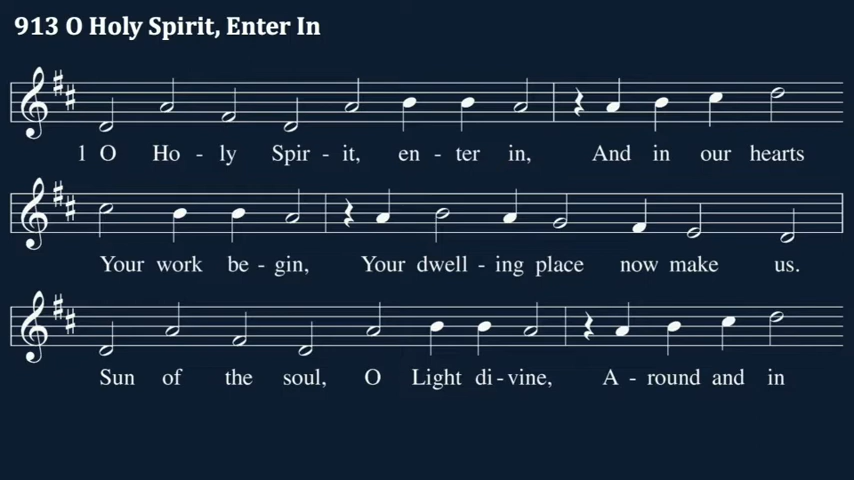 913 O Holy Spirit, Enter In
1 O Ho - ly Spir - it, en - ter in, And in our hearts
Your work be - gin, Your dwell - ing place now make us.
Sun of the soul, O Light di - vine, A - round and in